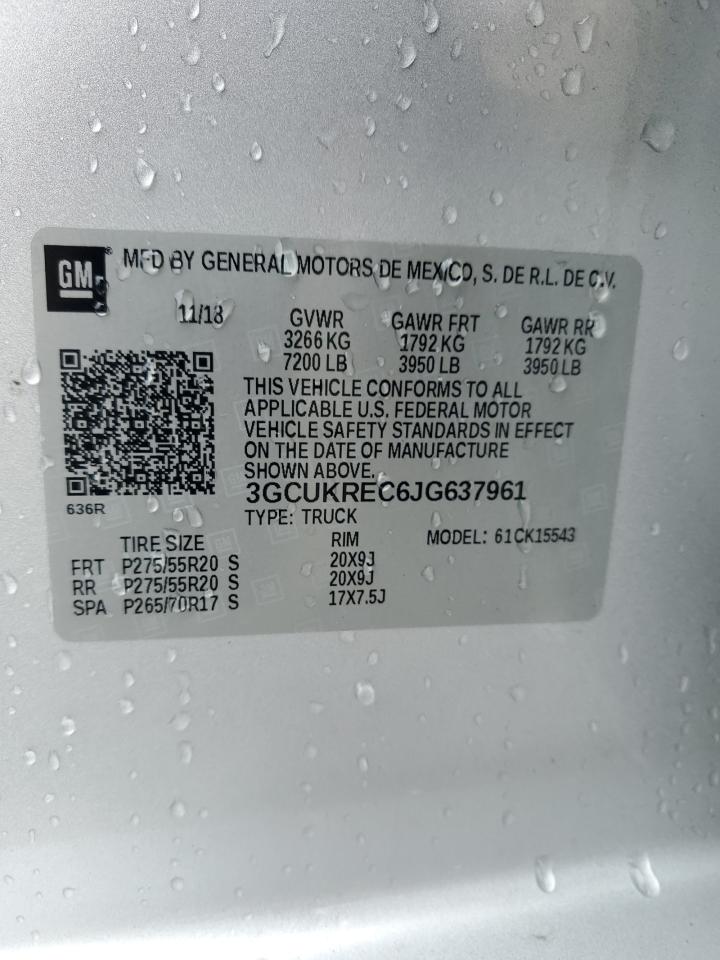 GM
MFD BY GENERAL MOTORS DE MEXICO, S. DE R.L. DE C.V.
11/18
GVWR GAWR FRT GAWR RR
3266 KG 1792 KG 1792 KG
7200 LB 3950 LB 3950 LB
THIS VEHICLE CONFORMS TO ALL
APPLICABLE U.S. FEDERAL MOTOR
VEHICLE SAFETY STANDARDS IN EFFECT
ON THE DATE OF MANUFACTURE
SHOWN ABOVE.
3GCUKREC6JG637961
636R
TYPE: TRUCK
TIRE SIZE RIM MODEL: 61CK15543
FRT P275/55R20 S 20X9J
RR P275/55R20 S 20X9J
SPA P265/70R17 S 17X7.5J